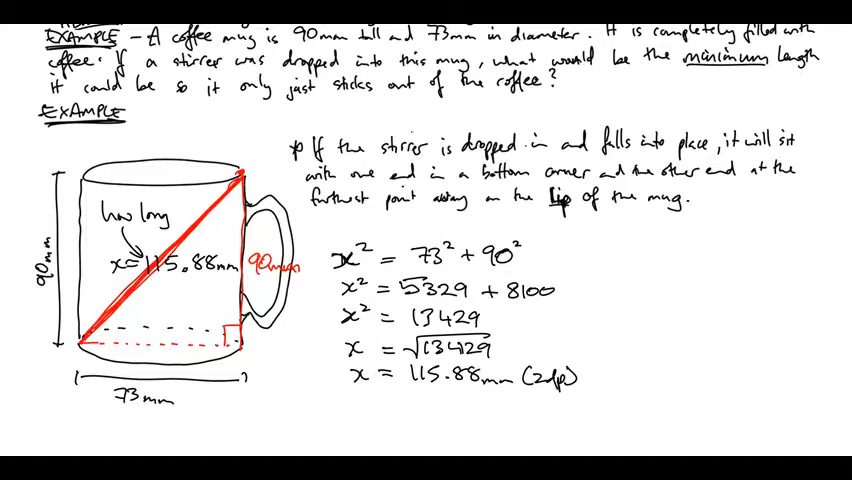 EXAMPLE - A coffee mug is 90mm tall and 73mm in diameter. It is completely filled with
coffee. If a stirrer was dropped into this mug, what would be the minimum length
it could be so it only just sticks out of the coffee?
EXAMPLE
* If the stirrer is dropped in and falls into place, it will sit
with one end in a bottom corner and the other end at the
furthest point away on the lip of the mug.
90mm
how long
x = 115.88mm
90mm
73mm
x² = 73² + 90²
x² = 5329 + 8100
x² = 13429
x = √13429
x = 115.88mm (2dp)